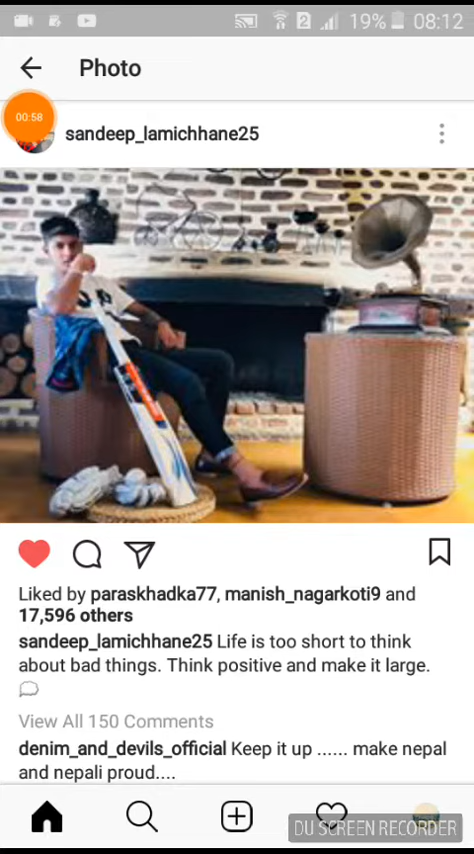 2 19% 08:12
Photo
00:58
sandeep_lamichhane25
Liked by paraskhadka77, manish_nagarkoti9 and
17,596 others
sandeep_lamichhane25 Life is too short to think
about bad things. Think positive and make it large.
💭
View All 150 Comments
denim_and_devils_official Keep it up ...... make nepal
and nepali proud....
DU SCREEN RECORDER